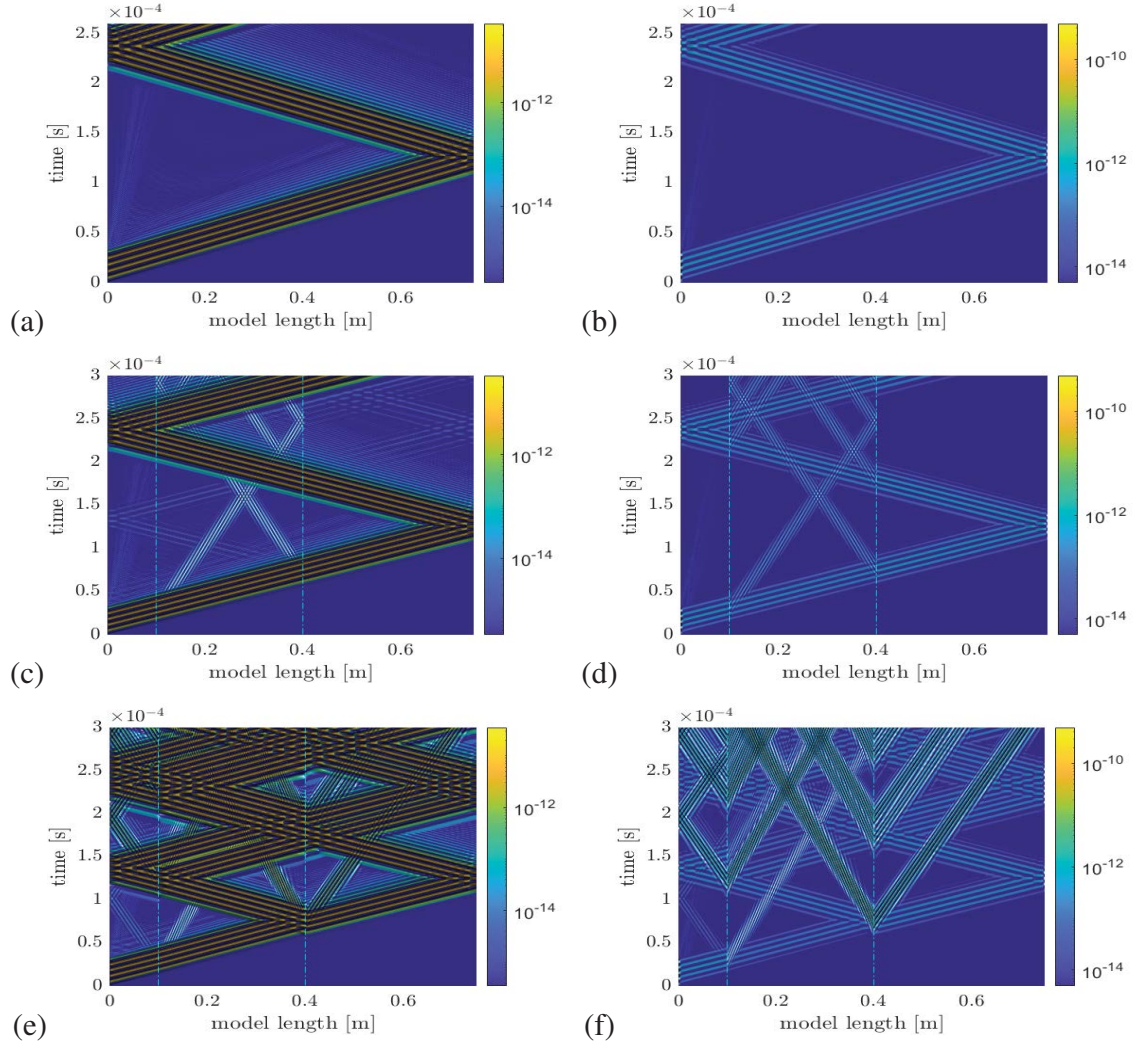 ×10⁻⁴ ×10⁻⁴
2.5 2.5
10⁻¹⁰
2 2
10⁻¹²
time [s] 1.5 time [s] 1.5
10⁻¹²
1 1
10⁻¹⁴
0.5 0.5
10⁻¹⁴
0 0
0 0.2 0.4 0.6 0 0.2 0.4 0.6
(a) model length [m] (b) model length [m]
×10⁻⁴ ×10⁻⁴
3 3
2.5 2.5
10⁻¹⁰
2 10⁻¹² 2
time [s] 1.5 time [s] 1.5
10⁻¹²
1 1
10⁻¹⁴
0.5 0.5
10⁻¹⁴
0 0
0 0.2 0.4 0.6 0 0.2 0.4 0.6
(c) model length [m] (d) model length [m]
×10⁻⁴ ×10⁻⁴
3 3
2.5 2.5
10⁻¹⁰
2 10⁻¹² 2
time [s] 1.5 time [s] 1.5
10⁻¹²
1 1
10⁻¹⁴
0.5 0.5
10⁻¹⁴
0 0
0 0.2 0.4 0.6 0 0.2 0.4 0.6
(e) model length [m] (f) model length [m]